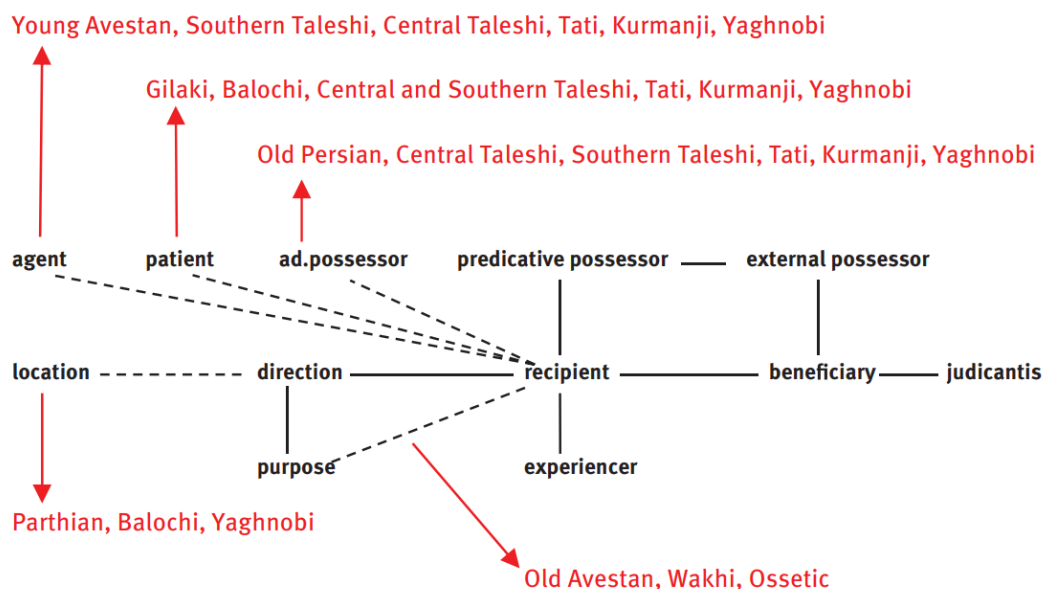 Young Avestan, Southern Taleshi, Central Taleshi, Tati, Kurmanji, Yaghnobi
Gilaki, Balochi, Central and Southern Taleshi, Tati, Kurmanji, Yaghnobi
Old Persian, Central Taleshi, Southern Taleshi, Tati, Kurmanji, Yaghnobi
agent patient ad.possessor predicative possessor external possessor
location direction recipient beneficiary judicantis
purpose experiencer
Parthian, Balochi, Yaghnobi
Old Avestan, Wakhi, Ossetic